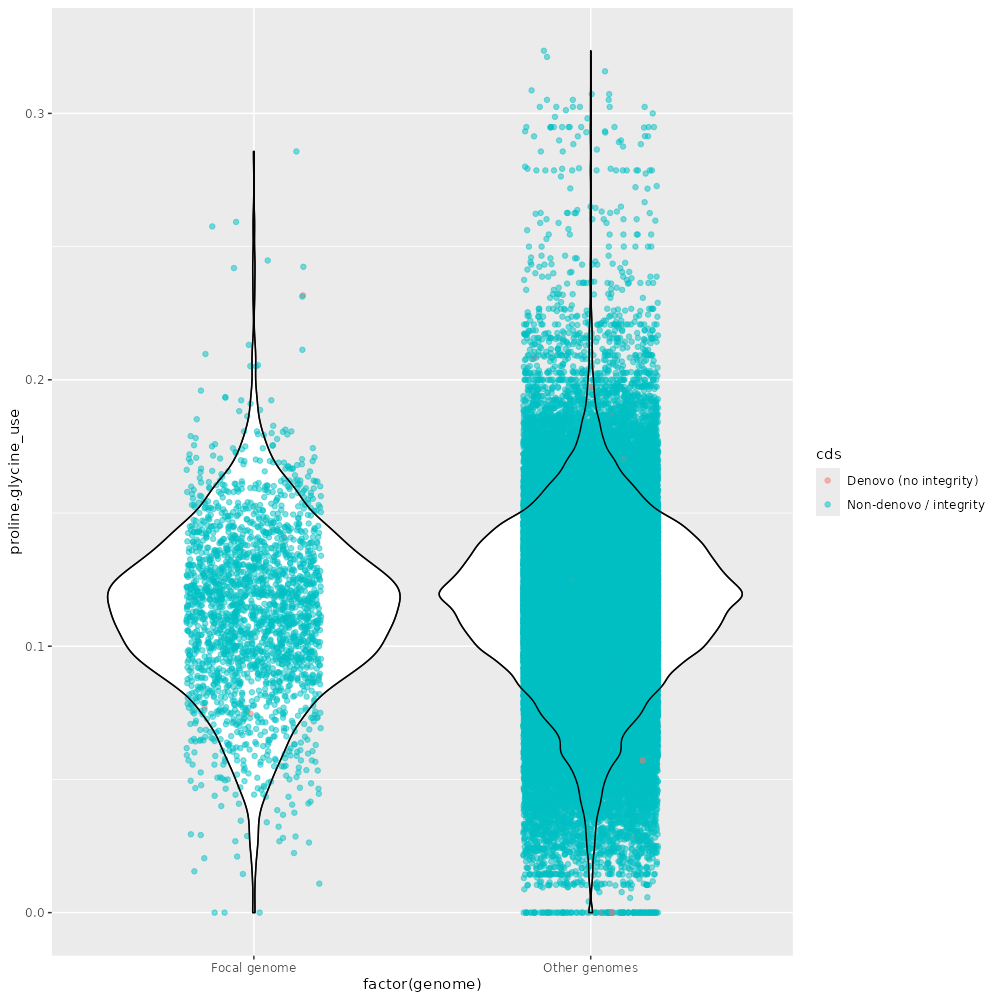 0.3
0.2
0.1
0.0
proline.glycine_use
Focal genome
Other genomes
factor(genome)
cds
Denovo (no integrity)
Non-denovo / integrity